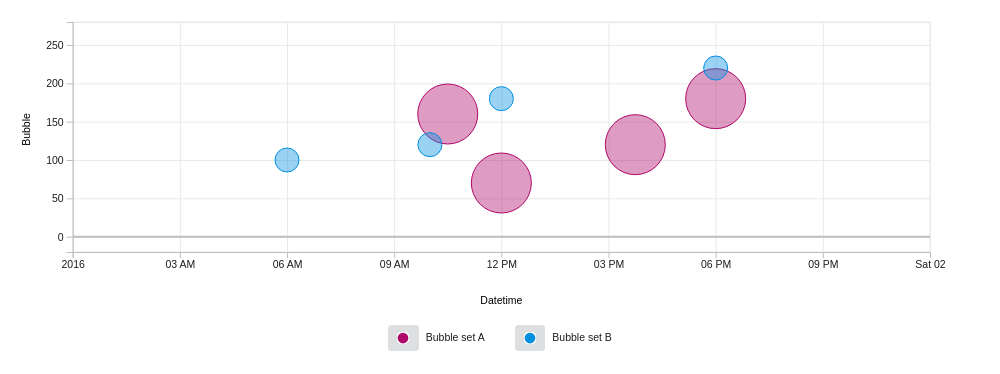 250
200
150
100
50
0
Bubble
2016
03 AM
06 AM
09 AM
12 PM
03 PM
06 PM
09 PM
Sat 02
Datetime
Bubble set A
Bubble set B